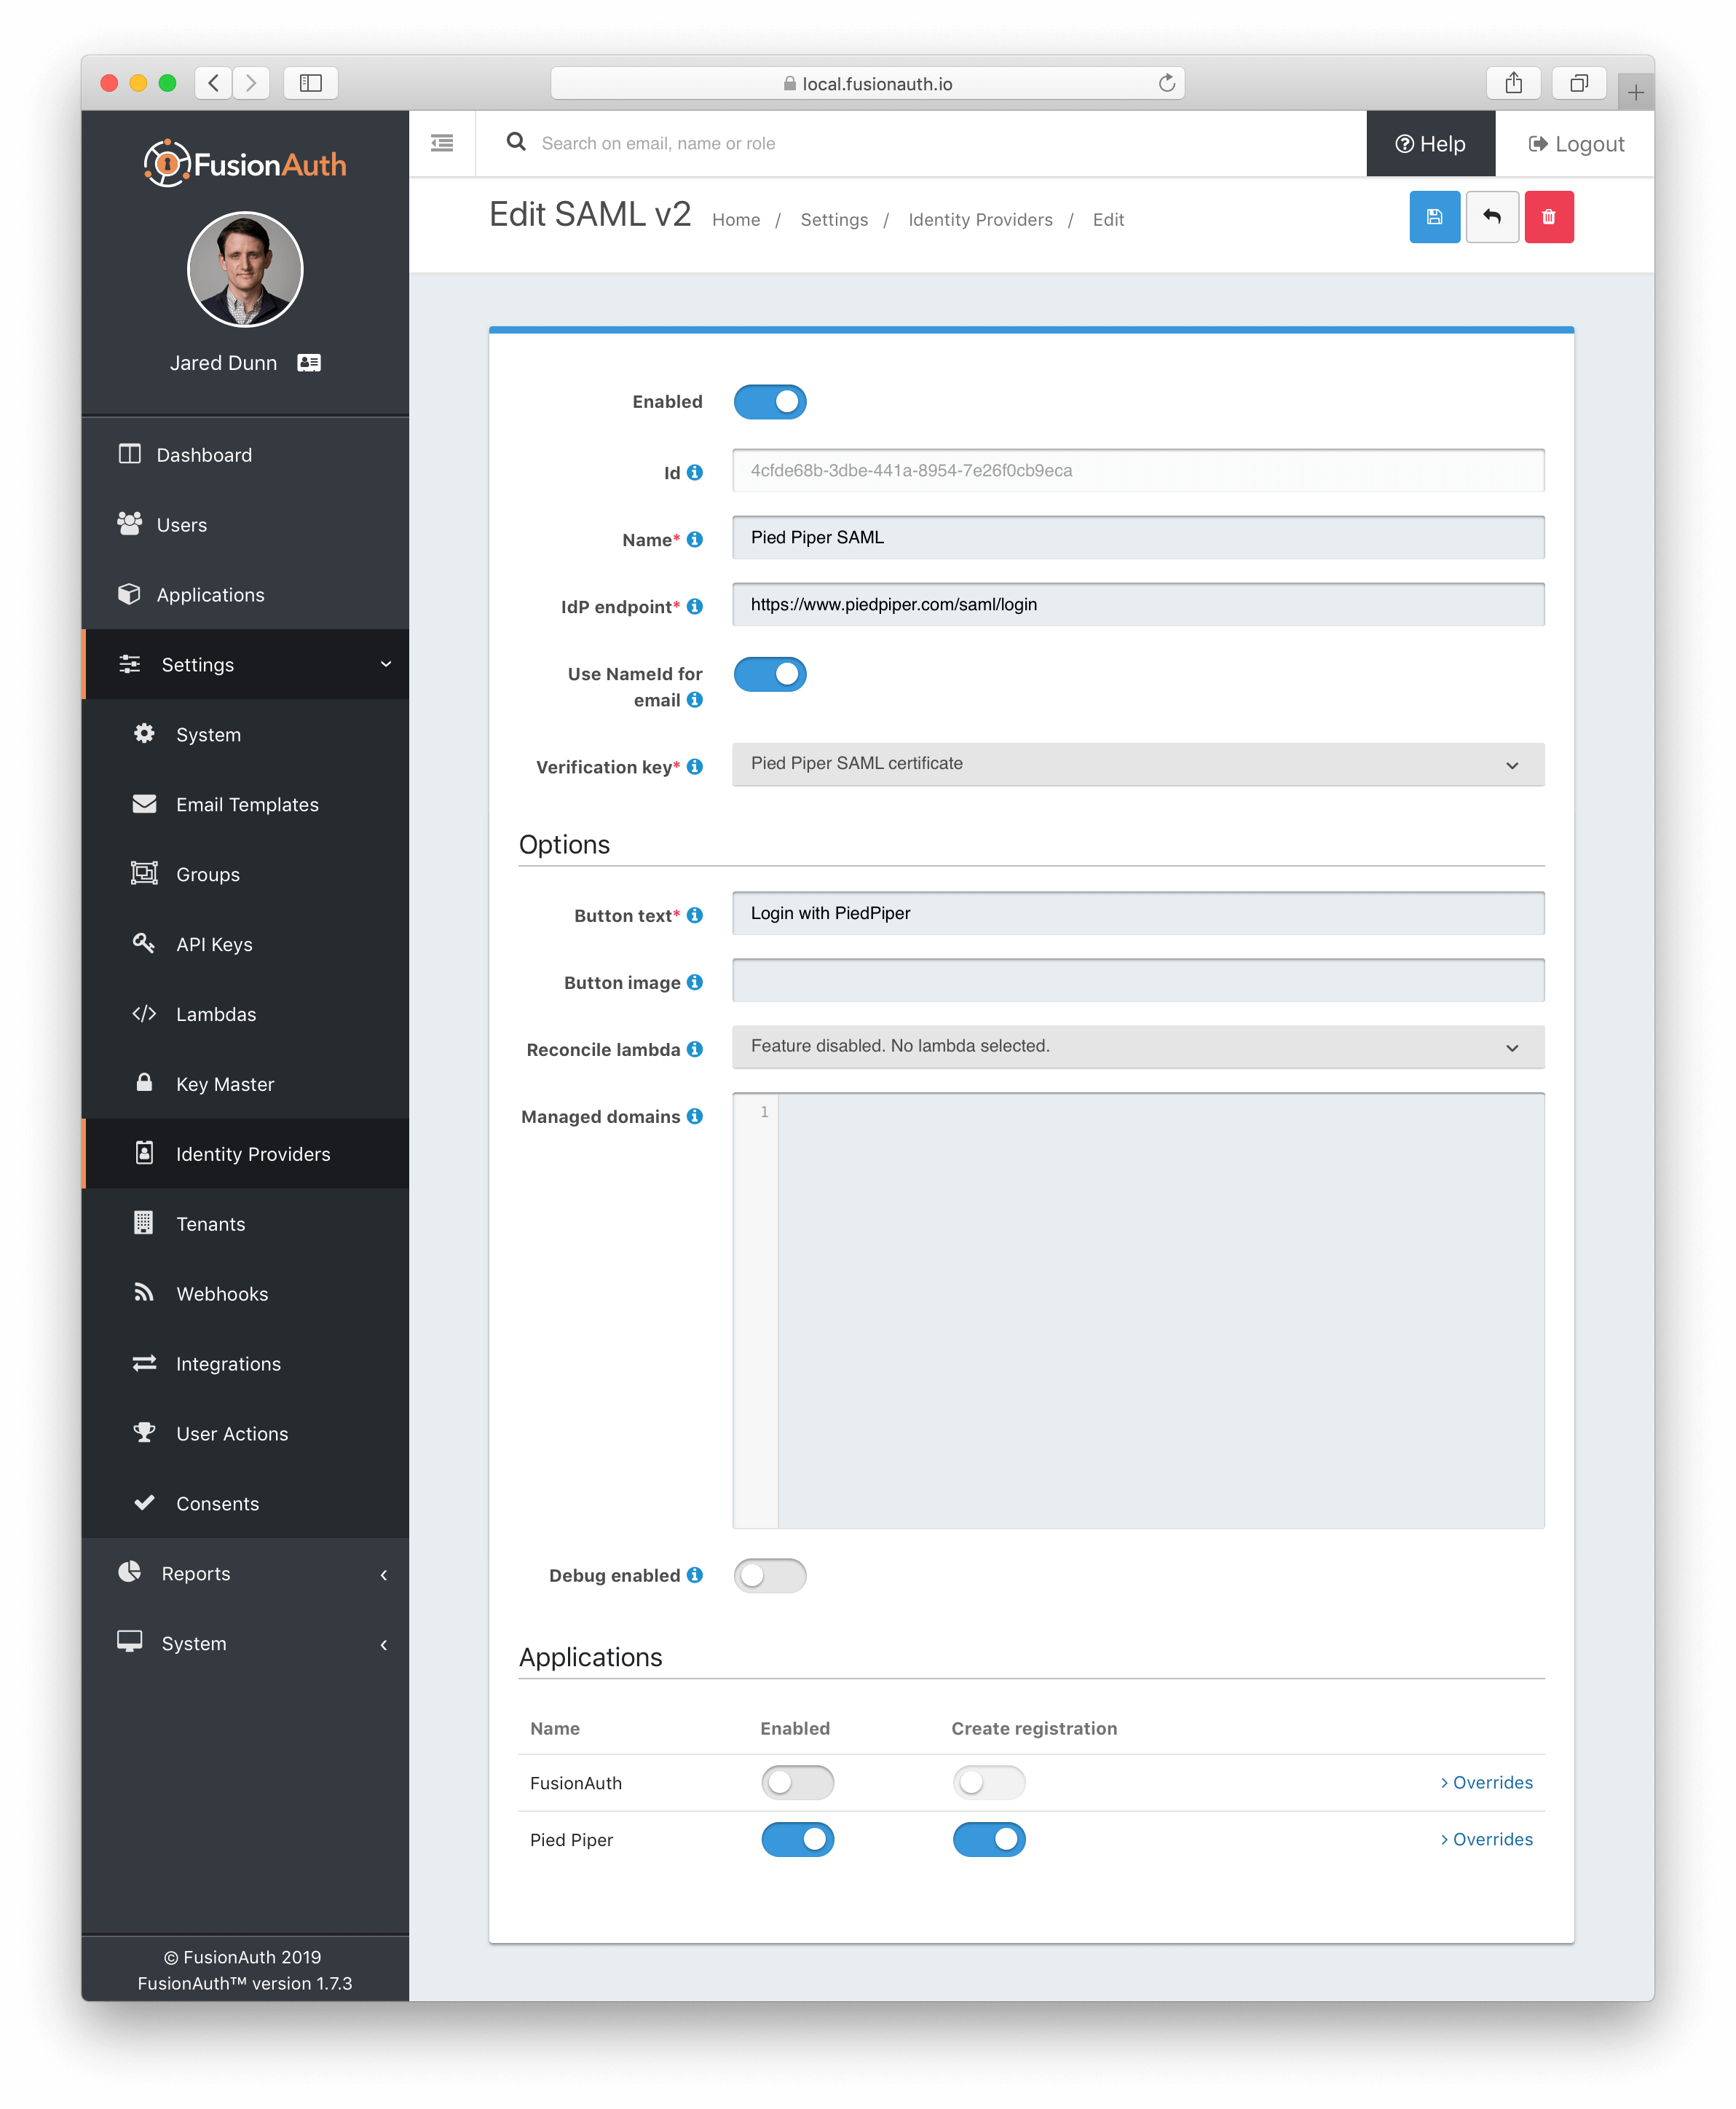 local.fusionauth.io
FusionAuth
Jared Dunn
Dashboard
Users
Applications
Settings
System
Email Templates
Groups
API Keys
Lambdas
Key Master
Identity Providers
Tenants
Webhooks
Integrations
User Actions
Consents
Reports
System
© FusionAuth 2019
FusionAuth™ version 1.7.3
Search on email, name or role
Help
Logout
Edit SAML v2
Home / Settings / Identity Providers / Edit
Enabled
Id
4cfde68b-3dbe-441a-8954-7e26f0cb9eca
Name*
Pied Piper SAML
IdP endpoint*
https://www.piedpiper.com/saml/login
Use NameId for
email
Verification key*
Pied Piper SAML certificate
Options
Button text*
Login with PiedPiper
Button image
Reconcile lambda
Feature disabled. No lambda selected.
Managed domains
1
Debug enabled
Applications
Name Enabled Create registration
FusionAuth > Overrides
Pied Piper > Overrides